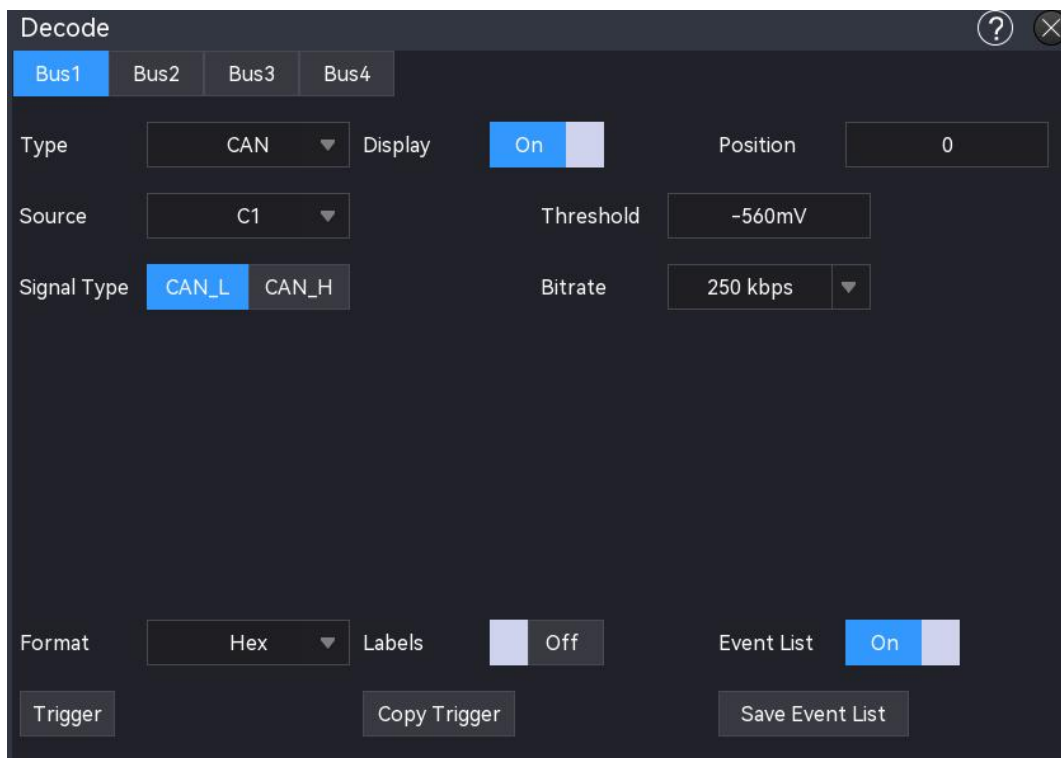 Decode ?
Bus1 Bus2 Bus3 Bus4
Type CAN Display On Position 0
Source C1 Threshold -560mV
Signal Type CAN_L CAN_H Bitrate 250 kbps
Format Hex Labels Off Event List On
Trigger Copy Trigger Save Event List